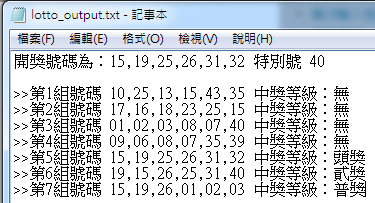 lotto_output.txt - 記事本
檔案(F) 編輯(E) 格式(O) 檢視(V) 說明(H)
開獎號碼為：15,19,25,26,31,32 特別號 40
>>第1組號碼 10,25,13,15,43,35 中獎等級：無
>>第2組號碼 17,16,18,23,25,15 中獎等級：無
>>第3組號碼 01,02,03,08,07,40 中獎等級：無
>>第4組號碼 09,06,08,07,35,39 中獎等級：無
>>第5組號碼 15,19,25,26,31,32 中獎等級：頭獎
>>第6組號碼 19,15,26,25,31,40 中獎等級：貳獎
>>第7組號碼 15,19,26,01,02,03 中獎等級：普獎